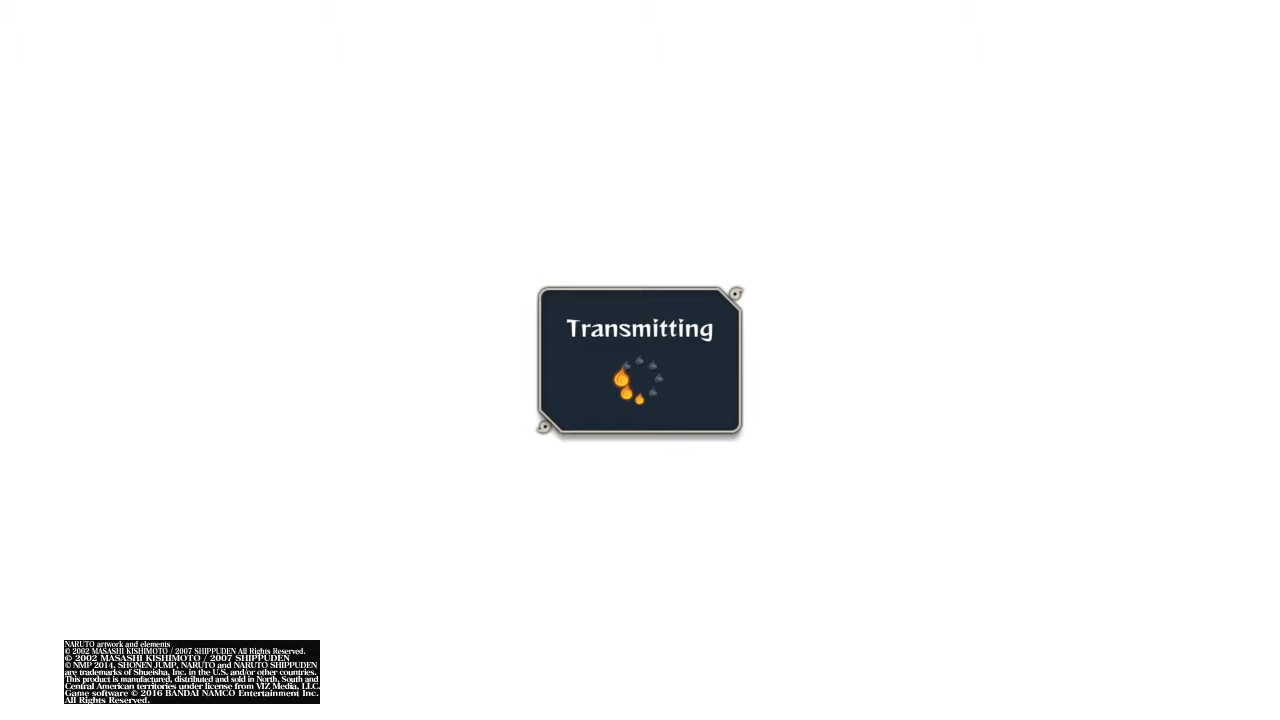 Transmitting
NARUTO artwork and elements
© 2002 MASASHI KISHIMOTO / 2007 SHIPPUDEN All Rights Reserved.
© 2002 MASASHI KISHIMOTO / 2007 SHIPPUDEN
© NMP 2014, SHONEN JUMP, NARUTO and NARUTO SHIPPUDEN
are trademarks of Shueisha, Inc. in the U.S. and/or other countries.
This product is manufactured, distributed and sold in North, South and
Central American territories under license from VIZ Media, LLC.
Game software © 2016 BANDAI NAMCO Entertainment Inc.
All Rights Reserved.